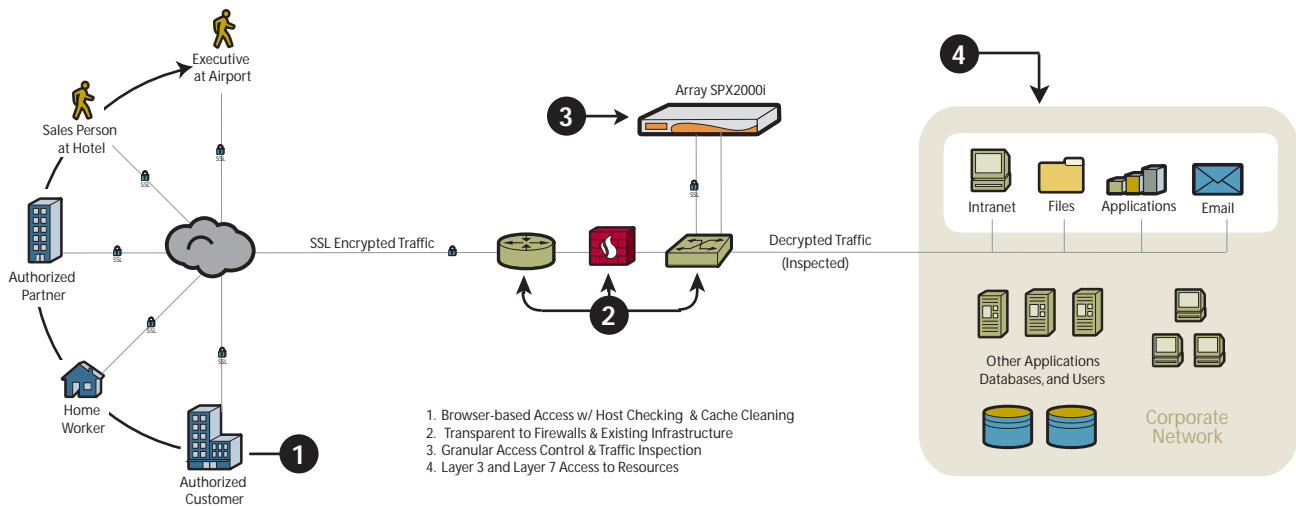 Executive
at Airport
Sales Person
at Hotel
SSL
SSL
Authorized
Partner
SSL
SSL
SSL
Home
Worker
Authorized
Customer
1
SSL Encrypted Traffic
2
3
Array SPX2000i
SSL
Decrypted Traffic
(Inspected)
4
Intranet
Files
Applications
Email
Other Applications
Databases, and Users
Corporate
Network
1. Browser-based Access w/ Host Checking & Cache Cleaning
2. Transparent to Firewalls & Existing Infrastructure
3. Granular Access Control & Traffic Inspection
4. Layer 3 and Layer 7 Access to Resources